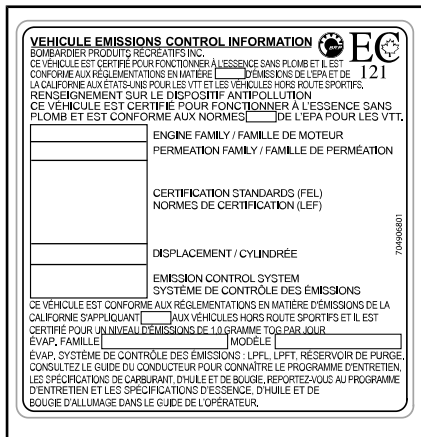 VEHICULE EMISSIONS CONTROL INFORMATION
BOMBARDIER PRODUITS RÉCRÉATIFS INC.
CE VÉHICULE EST CERTIFIÉ POUR FONCTIONNER À L'ESSENCE SANS PLOMB ET IL EST
CONFORME AUX RÉGLEMENTATIONS EN MATIÈRE D'ÉMISSIONS DE L'EPA ET DE
LA CALIFORNIE AUX ÉTATS-UNIS POUR LES VTT ET LES VÉHICULES HORS ROUTE SPORTIFS.
brp
EC
121
RENSEIGNEMENT SUR LE DISPOSITIF ANTIPOLLUTION
CE VÉHICULE EST CERTIFIÉ POUR FONCTIONNER À L'ESSENCE SANS
PLOMB ET EST CONFORME AUX NORMES DE L'EPA POUR LES VTT.
ENGINE FAMILY / FAMILLE DE MOTEUR
PERMEATION FAMILY / FAMILLE DE PERMÉATION
CERTIFICATION STANDARDS (FEL)
NORMES DE CERTIFICATION (LEF)
DISPLACEMENT / CYLINDRÉE
EMISSION CONTROL SYSTEM
SYSTÈME DE CONTRÔLE DES ÉMISSIONS
704906801
CE VÉHICULE EST CONFORME AUX RÉGLEMENTATIONS EN MATIÈRE D'ÉMISSIONS DE LA
CALIFORNIE S'APPLIQUANT AUX VÉHICULES HORS ROUTE SPORTIFS ET IL EST
CERTIFIÉ POUR UN NIVEAU D'ÉMISSIONS DE 1.0 GRAMME TOG PAR JOUR
ÉVAP. FAMILLE MODÈLE
ÉVAP. SYSTÈME DE CONTRÔLE DES ÉMISSIONS : LPFL, LPFT, RÉSERVOIR DE PURGE.
CONSULTEZ LE GUIDE DU CONDUCTEUR POUR CONNAÎTRE LE PROGRAMME D'ENTRETIEN,
LES SPÉCIFICATIONS DE CARBURANT, D'HUILE ET DE BOUGIE, REPORTEZ-VOUS AU PROGRAMME
D'ENTRETIEN ET LES SPÉCIFICATIONS D'ESSENCE, D'HUILE ET DE
BOUGIE D'ALLUMAGE DANS LE GUIDE DE L'OPÉRATEUR.